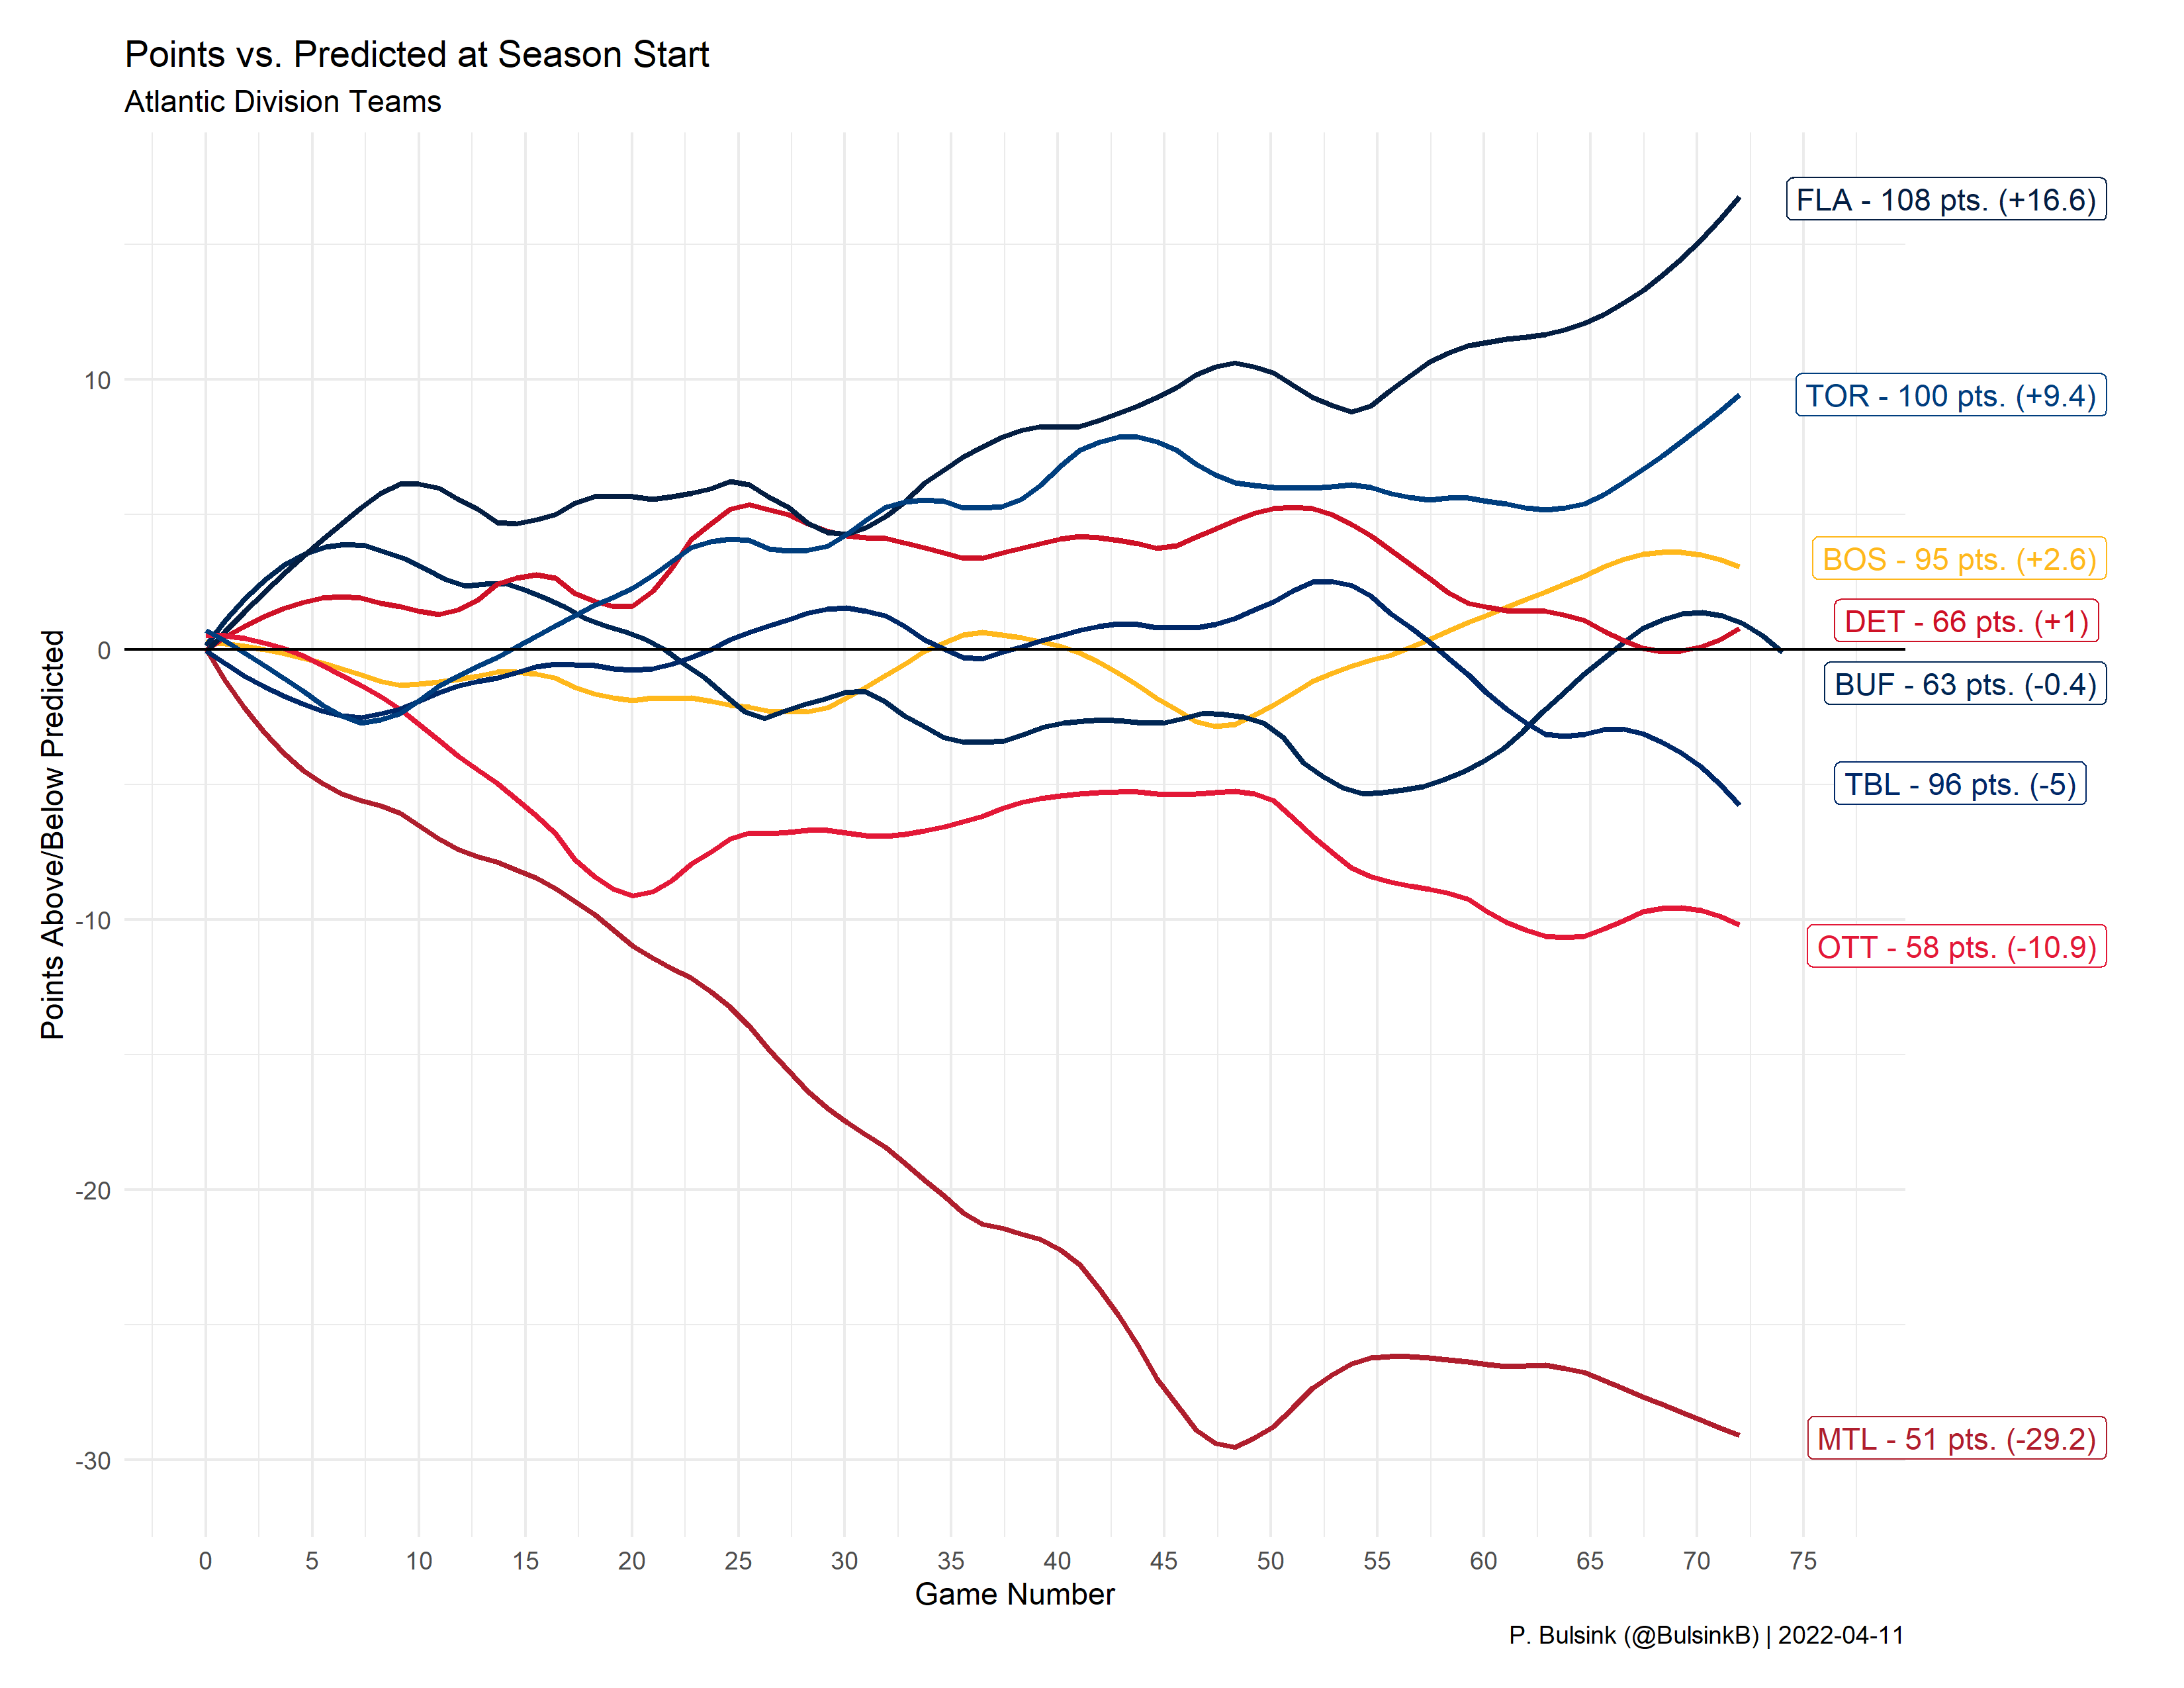 Points vs. Predicted at Season Start
Atlantic Division Teams
FLA - 108 pts. (+16.6)
TOR - 100 pts. (+9.4)
BOS - 95 pts. (+2.6)
DET - 66 pts. (+1)
BUF - 63 pts. (-0.4)
TBL - 96 pts. (-5)
OTT - 58 pts. (-10.9)
MTL - 51 pts. (-29.2)
Points Above/Below Predicted
10
0
-10
-20
-30
0 5 10 15 20 25 30 35 40 45 50 55 60 65 70 75
Game Number
P. Bulsink (@BulsinkB) | 2022-04-11